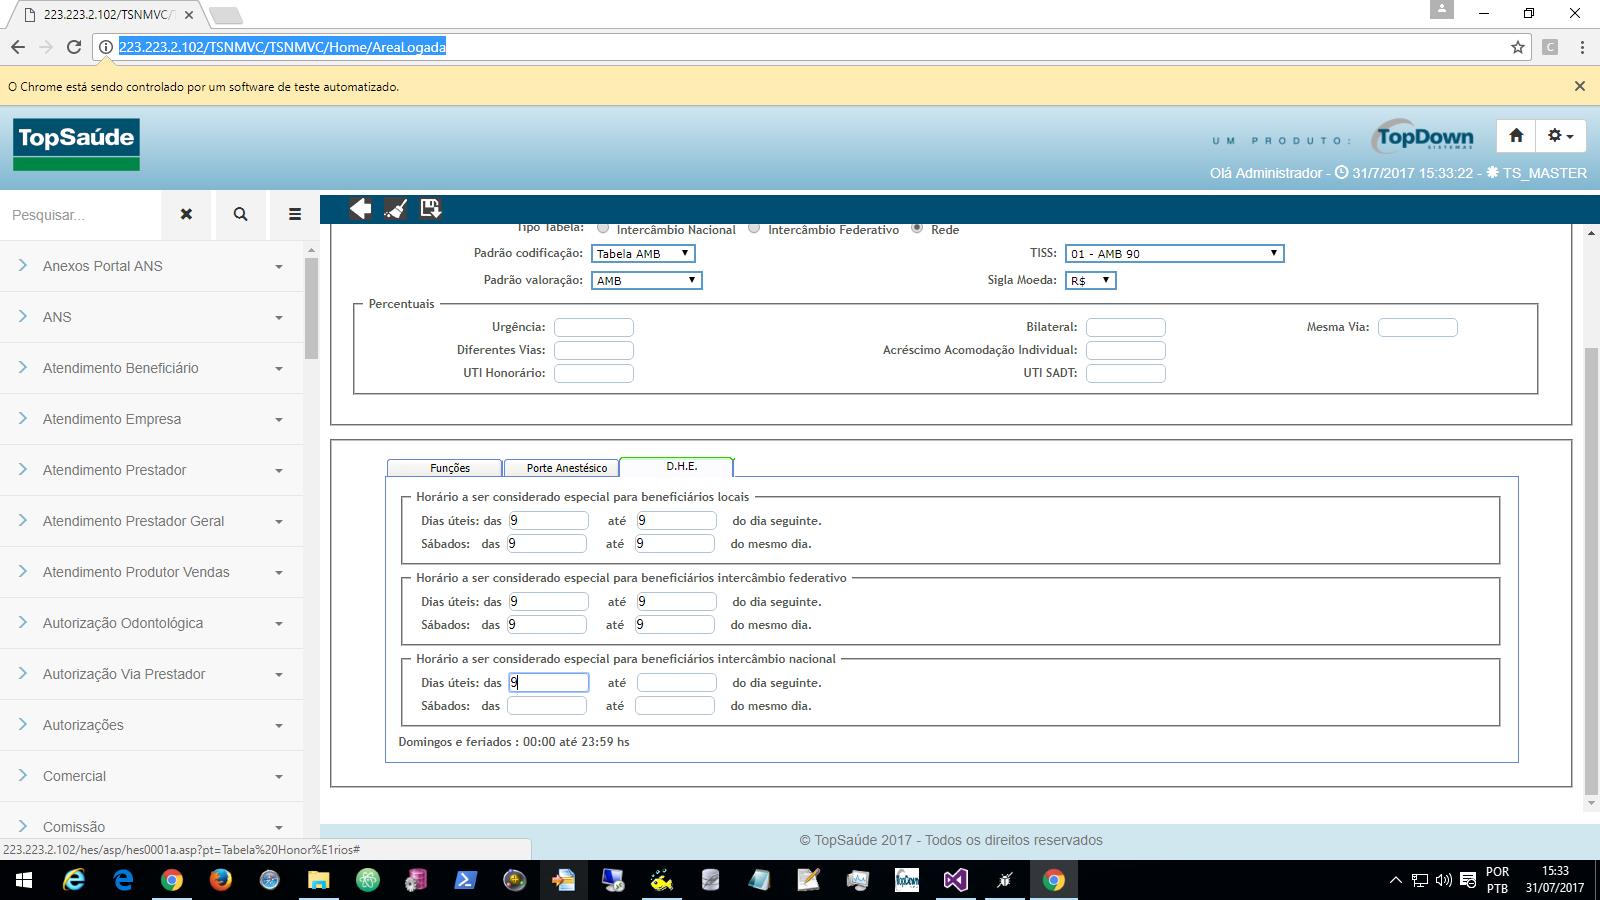 223.223.2.102/TSNMVC/T
223.223.2.102/TSNMVC/TSNMVC/Home/AreaLogada
C
O Chrome está sendo controlado por um software de teste automatizado.
TopSaúde
UM PRODUTO:
TopDown
SISTEMAS
Olá Administrador - 31/7/2017 15:33:22 - TS_MASTER
Pesquisar...
Anexos Portal ANS
ANS
Atendimento Beneficiário
Atendimento Empresa
Atendimento Prestador
Atendimento Prestador Geral
Atendimento Produtor Vendas
Autorização Odontológica
Autorização Via Prestador
Autorizações
Comercial
Comissão
Tipo Tabela: Intercâmbio Nacional Intercâmbio Federativo Rede
Padrão codificação: Tabela AMB TISS: 01 - AMB 90
Padrão valoração: AMB Sigla Moeda: R$
Percentuais
Urgência: Bilateral: Mesma Via:
Diferentes Vias: Acréscimo Acomodação Individual:
UTI Honorário: UTI SADT:
Funções Porte Anestésico D.H.E.
Horário a ser considerado especial para beneficiários locais
Dias úteis: das 9 até 9 do dia seguinte.
Sábados: das 9 até 9 do mesmo dia.
Horário a ser considerado especial para beneficiários intercâmbio federativo
Dias úteis: das 9 até 9 do dia seguinte.
Sábados: das 9 até 9 do mesmo dia.
Horário a ser considerado especial para beneficiários intercâmbio nacional
Dias úteis: das 9 até do dia seguinte.
Sábados: das até do mesmo dia.
Domingos e feriados : 00:00 até 23:59 hs
© TopSaúde 2017 - Todos os direitos reservados
223.223.2.102/hes/asp/hes0001a.asp?pt=Tabela%20Honor%E1rios#
TopDown
POR
PTB
15:33
31/07/2017